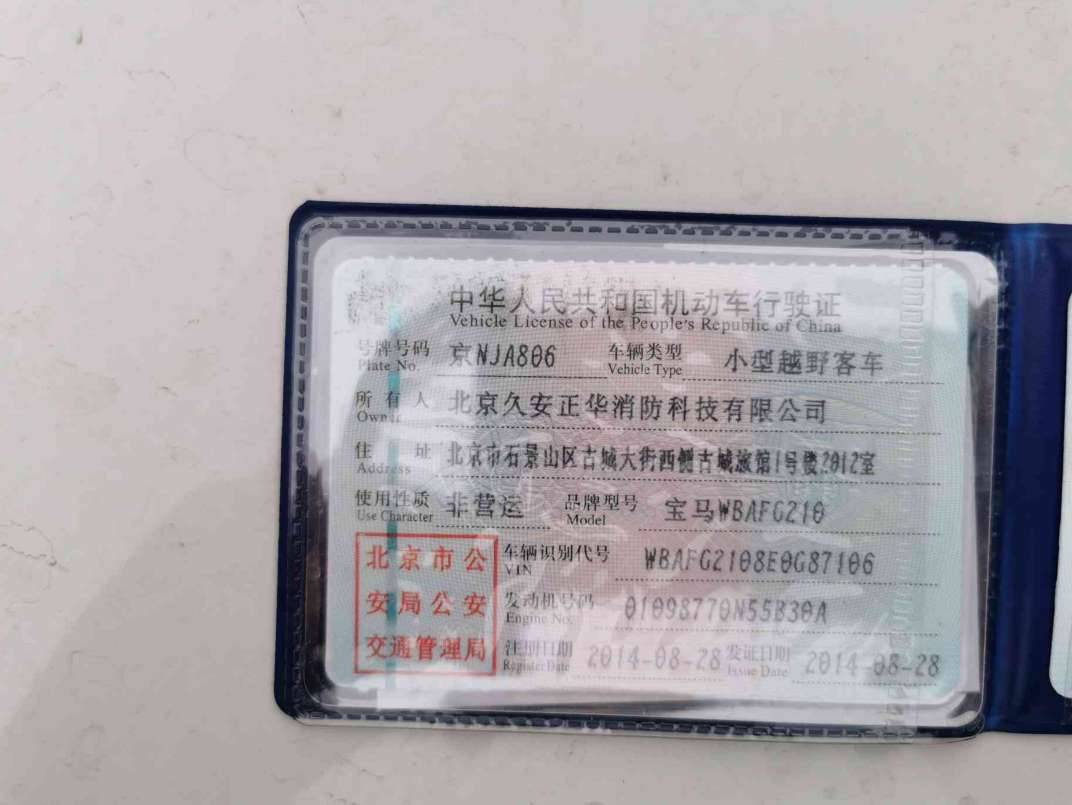 中华人民共和国机动车行驶证
Vehicle License of the People's Republic of China
号牌号码 京NJA806 车辆类型 小型越野客车
Plate No. Vehicle Type
所有人 北京久安正华消防科技有限公司
Owner
住址 北京市石景山区古城大街西侧古城旅馆1号楼2012室
Address
使用性质 非营运 品牌型号 宝马WBAFG210
Use Character Model
北京市公 车辆识别代号 WBAFG2108E0G87106
VIN
安局公安 发动机号码 01098770N55B30A
Engine No.
交通管理局 注册日期 2014-08-28 发证日期 2014-08-28
Register Date Issue Date